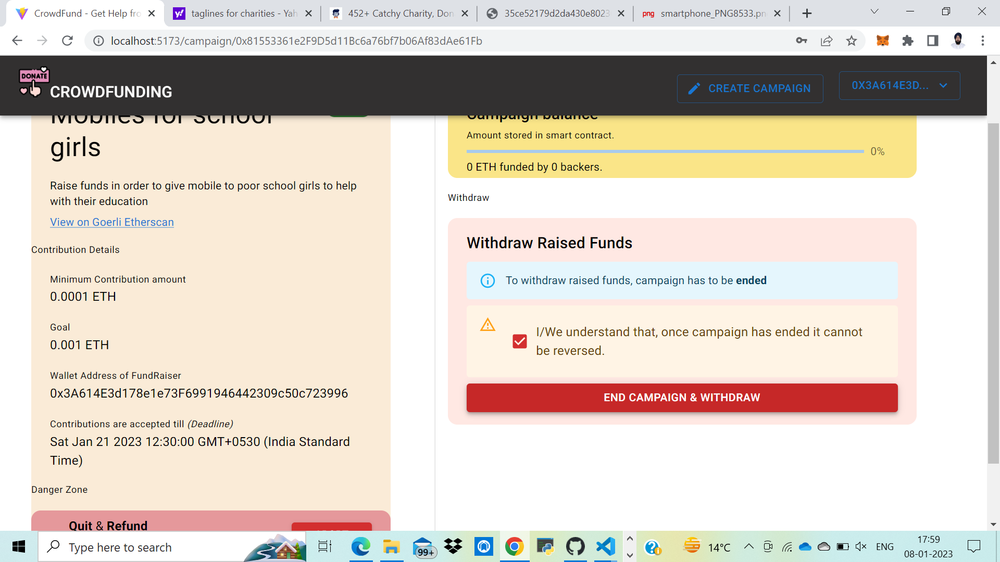 CrowdFund - Get Help fro
taglines for charities - Yah
452+ Catchy Charity, Don
35ce52179d2da430e8023
png
smartphone_PNG8533.pn
localhost:5173/campaign/0x81553361e2F9D5d11Bc6a76bf7b06Af83dAe61Fb
DONATE
CROWDFUNDING
CREATE CAMPAIGN
0X3A614E3D...
Mobiles for school
girls
Raise funds in order to give mobile to poor school girls to help
with their education
View on Goerli Etherscan
Contribution Details
Minimum Contribution amount
0.0001 ETH
Goal
0.001 ETH
Wallet Address of FundRaiser
0x3A614E3d178e1e73F6991946442309c50c723996
Contributions are accepted till (Deadline)
Sat Jan 21 2023 12:30:00 GMT+0530 (India Standard
Time)
Danger Zone
Quit & Refund
Campaign balance
Amount stored in smart contract.
0%
0 ETH funded by 0 backers.
Withdraw
Withdraw Raised Funds
To withdraw raised funds, campaign has to be ended
I/We understand that, once campaign has ended it cannot
be reversed.
END CAMPAIGN & WITHDRAW
Type here to search
99+
14°C
ENG
17:59
08-01-2023